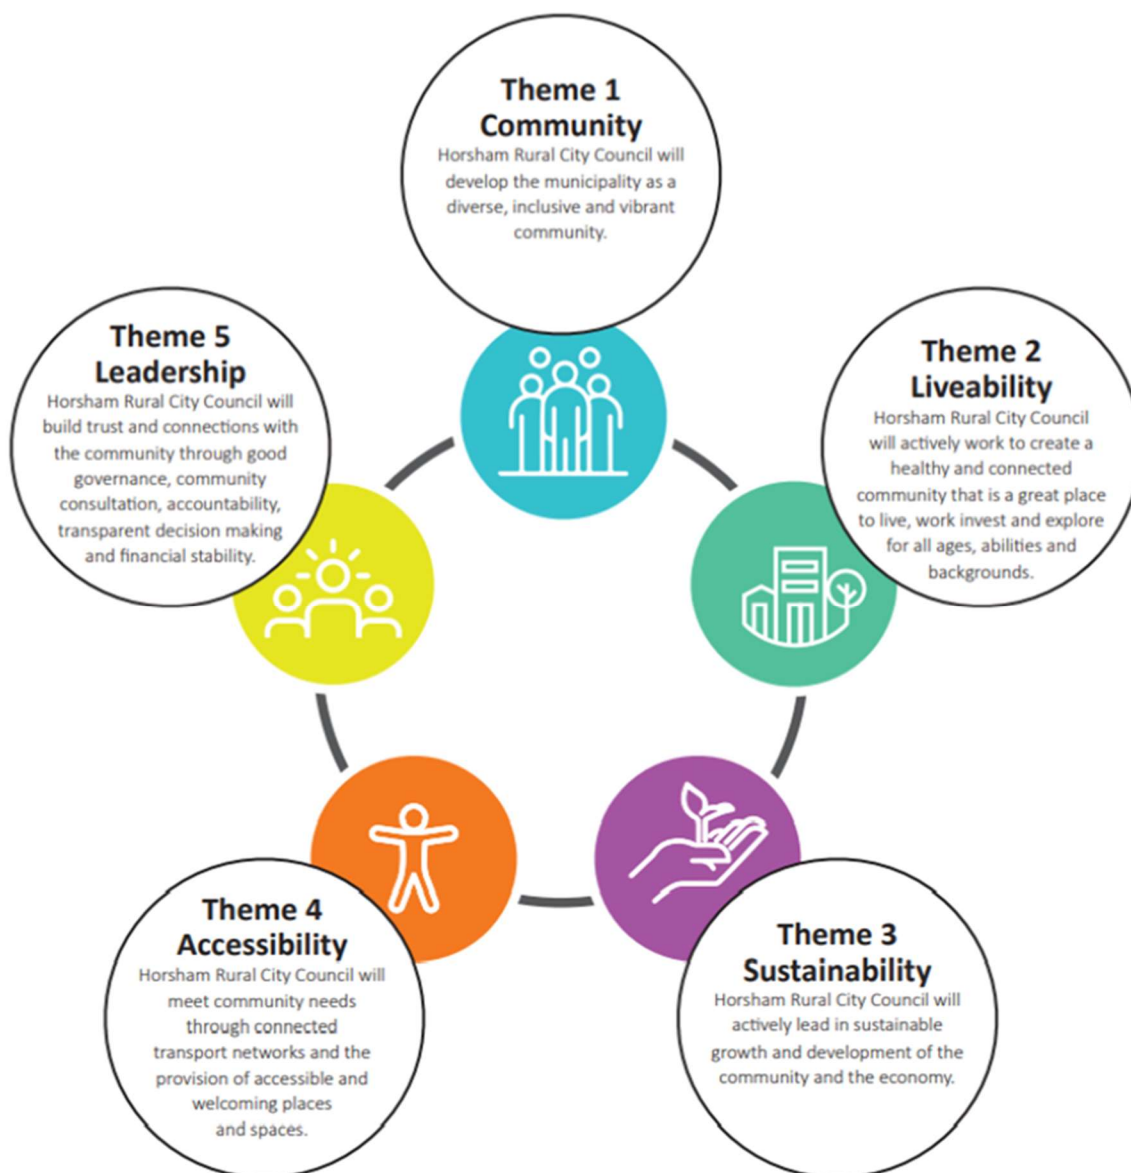 Theme 1
Community
Horsham Rural City Council will
develop the municipality as a
diverse, inclusive and vibrant
community.
Theme 2
Liveability
Horsham Rural City Council
will actively work to create a
healthy and connected
community that is a great place
to live, work invest and explore
for all ages, abilities and
backgrounds.
Theme 3
Sustainability
Horsham Rural City Council will
actively lead in sustainable
growth and development of the
community and the economy.
Theme 4
Accessibility
Horsham Rural City Council will
meet community needs
through connected
transport networks and the
provision of accessible and
welcoming places
and spaces.
Theme 5
Leadership
Horsham Rural City Council will
build trust and connections with
the community through good
governance, community
consultation, accountability,
transparent decision making
and financial stability.